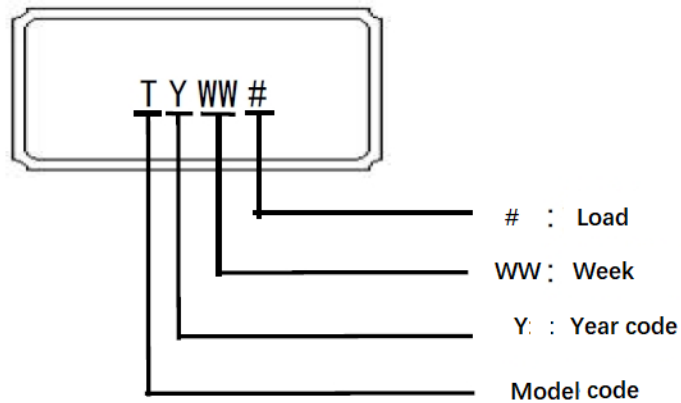 T Y WW #
# : Load
WW : Week
Y: : Year code
Model code